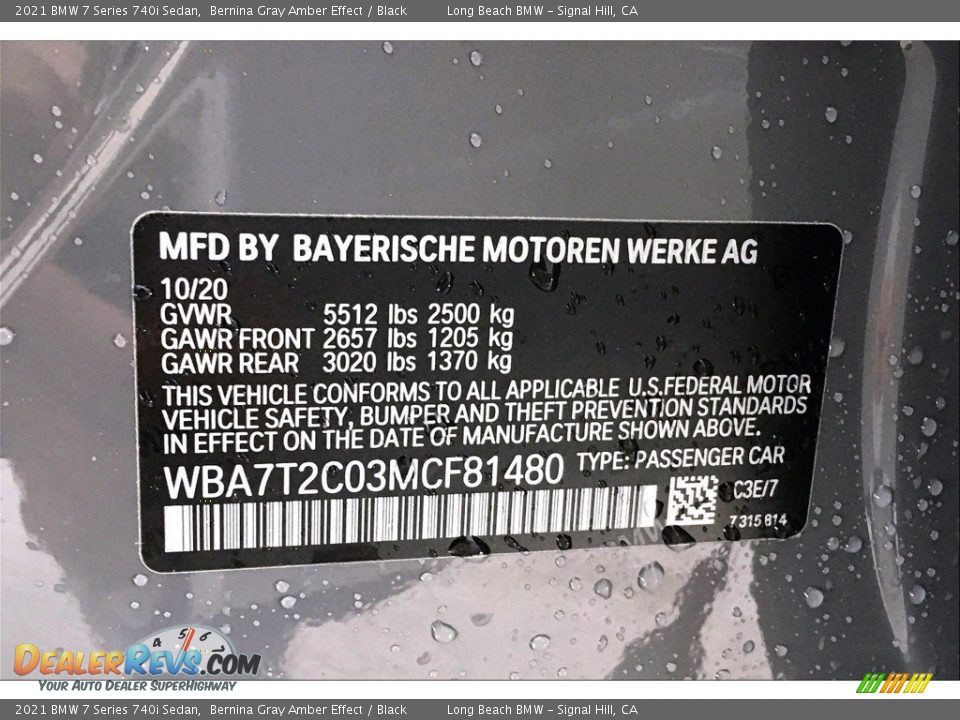 2021 BMW 7 Series 740i Sedan, Bernina Gray Amber Effect / Black Long Beach BMW - Signal Hill, CA
MFD BY BAYERISCHE MOTOREN WERKE AG
10/20
GVWR 5512 lbs 2500 kg
GAWR FRONT 2657 lbs 1205 kg
GAWR REAR 3020 lbs 1370 kg
THIS VEHICLE CONFORMS TO ALL APPLICABLE U.S.FEDERAL MOTOR
VEHICLE SAFETY, BUMPER AND THEFT PREVENTION STANDARDS
IN EFFECT ON THE DATE OF MANUFACTURE SHOWN ABOVE.
WBA7T2C03MCF81480 TYPE: PASSENGER CAR
C3E/7
7 315 814
4 5 6
DEALERREVS.COM
YOUR AUTO DEALER SUPERHIGHWAY
2021 BMW 7 Series 740i Sedan, Bernina Gray Amber Effect / Black Long Beach BMW - Signal Hill, CA